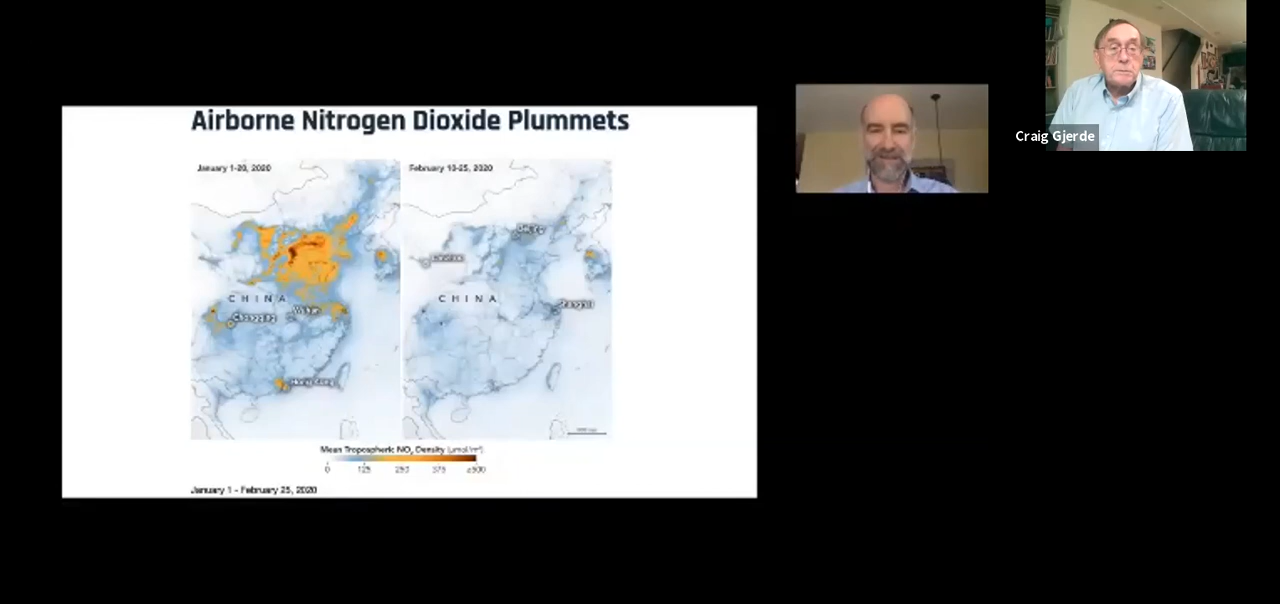 Airborne Nitrogen Dioxide Plummets
January 1-20, 2020
February 10-25, 2020
Beijing
CHINA
CHINA
Shanghai
Wuhan
Chongqing
Hong Kong
Mean Tropospheric NO₂ Density (μmol/m²)
0 125 250 375 ≥500
January 1 - February 25, 2020
Craig Gjerde